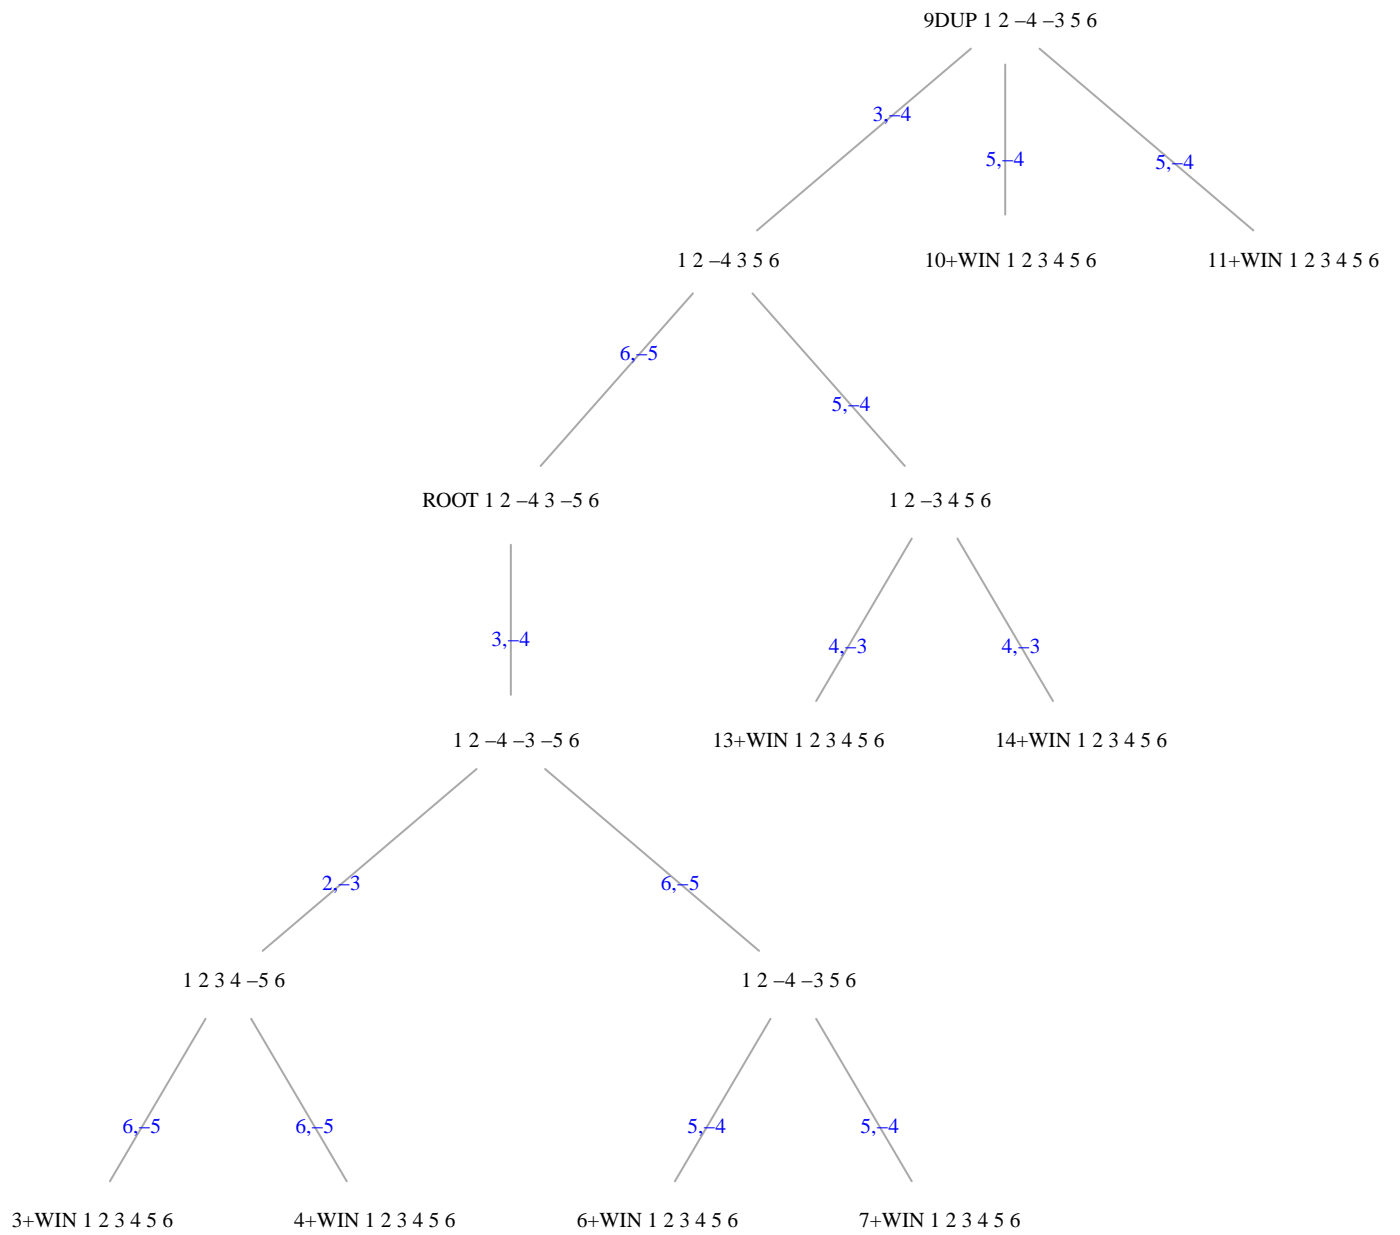 9DUP 1 2 –4 –3 5 6
3,–4
5,–4
5,–4
1 2 –4 3 5 6
10+WIN 1 2 3 4 5 6
11+WIN 1 2 3 4 5 6
6,–5
5,–4
ROOT 1 2 –4 3 –5 6
1 2 –3 4 5 6
3,–4
4,–3
4,–3
1 2 –4 –3 –5 6
13+WIN 1 2 3 4 5 6
14+WIN 1 2 3 4 5 6
2,–3
6,–5
1 2 3 4 –5 6
1 2 –4 –3 5 6
6,–5
6,–5
5,–4
5,–4
3+WIN 1 2 3 4 5 6
4+WIN 1 2 3 4 5 6
6+WIN 1 2 3 4 5 6
7+WIN 1 2 3 4 5 6